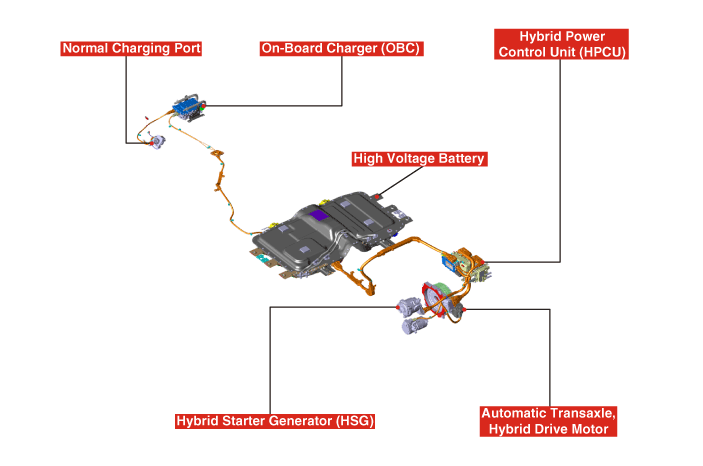 Normal Charging Port
On-Board Charger (OBC)
Hybrid Power
Control Unit (HPCU)
High Voltage Battery
Hybrid Starter Generator (HSG)
Automatic Transaxle,
Hybrid Drive Motor